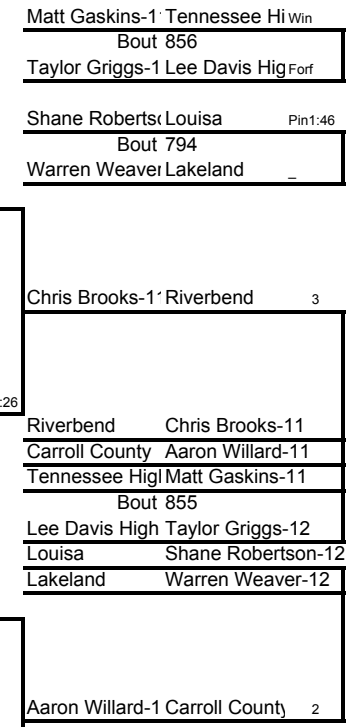 Matt Gaskins-1 Tennessee Hi Win
Bout 856
Taylor Griggs-1 Lee Davis Hig Forf
Shane Roberts Louisa Pin1:46
Bout 794
Warren Weaver Lakeland _
Chris Brooks-11 Riverbend 3
:26
Riverbend Chris Brooks-11
Carroll County Aaron Willard-11
Tennessee High Matt Gaskins-11
Bout 855
Lee Davis High Taylor Griggs-12
Louisa Shane Robertson-12
Lakeland Warren Weaver-12
Aaron Willard-1 Carroll County 2